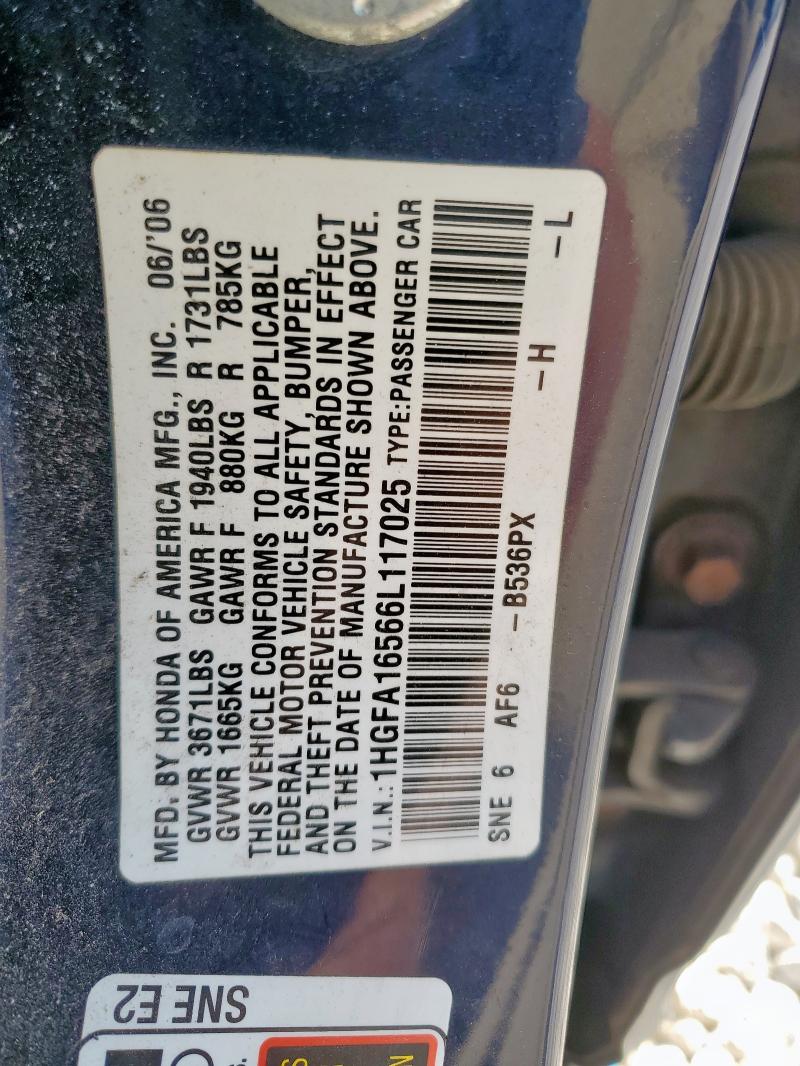 MFD. BY HONDA OF AMERICA MFG., INC. 06/'06
GVWR 3671LBS GAWR F 1940LBS R 1731LBS
GVWR 1665KG GAWR F 880KG R 785KG
THIS VEHICLE CONFORMS TO ALL APPLICABLE
FEDERAL MOTOR VEHICLE SAFETY, BUMPER,
AND THEFT PREVENTION STANDARDS IN EFFECT
ON THE DATE OF MANUFACTURE SHOWN ABOVE.
V.I.N.: 1HGFA16566L117025 TYPE:PASSENGER CAR
SNE 6 AF6 -B536PX -H -L
SNE E2